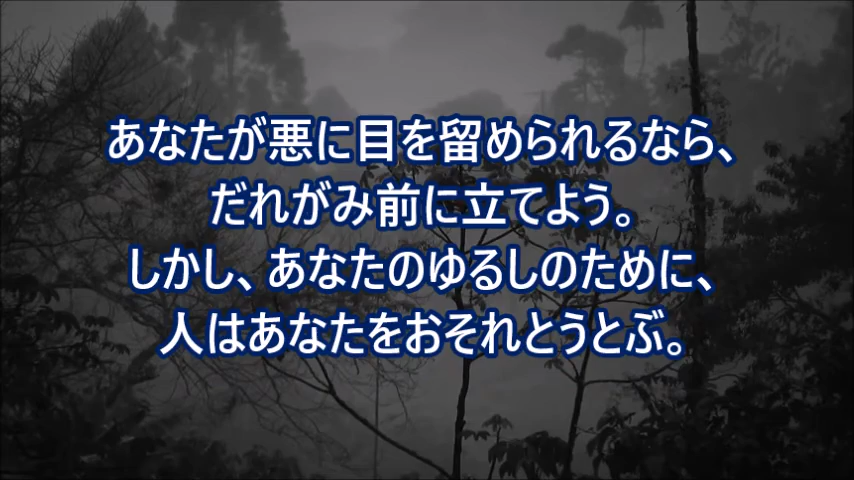 あなたが悪に目を留められるなら、
だれがみ前に立てよう。
しかし、あなたのゆるしのために、
人はあなたをおそれとうとぶ。